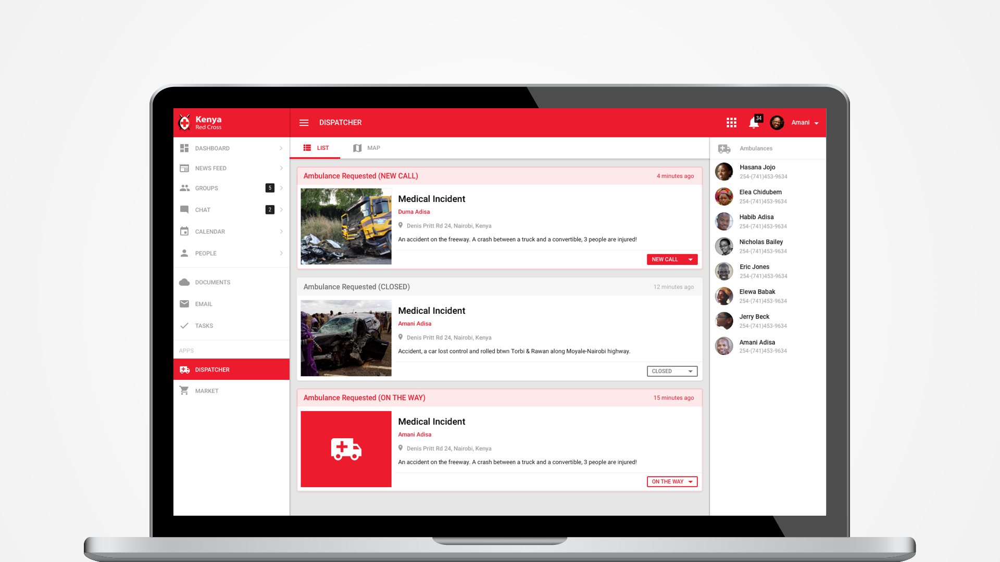 Kenya
Red Cross
DISPATCHER
34
Amani
DASHBOARD
NEWS FEED
GROUPS
5
CHAT
2
CALENDAR
PEOPLE
DOCUMENTS
EMAIL
TASKS
APPS
DISPATCHER
MARKET
LIST
MAP
Ambulance Requested (NEW CALL)
4 minutes ago
Medical Incident
Duma Adisa
Denis Pritt Rd 24, Nairobi, Kenya
An accident on the freeway. A crash between a truck and a convertible, 3 people are injured!
NEW CALL
Ambulance Requested (CLOSED)
12 minutes ago
Medical Incident
Amani Adisa
Denis Pritt Rd 24, Nairobi, Kenya
Accident, a car lost control and rolled btwn Torbi & Rawan along Moyale-Nairobi highway.
CLOSED
Ambulance Requested (ON THE WAY)
15 minutes ago
Medical Incident
Amani Adisa
Denis Pritt Rd 24, Nairobi, Kenya
An accident on the freeway. A crash between a truck and a convertible, 3 people are injured!
ON THE WAY
Ambulances
Hasana Jojo
254-(741)453-9634
Elea Chidubem
254-(741)453-9634
Habib Adisa
254-(741)453-9634
Nicholas Bailey
254-(741)453-9634
Eric Jones
254-(741)453-9634
Elewa Babak
254-(741)453-9634
Jerry Beck
254-(741)453-9634
Amani Adisa
254-(741)453-9634